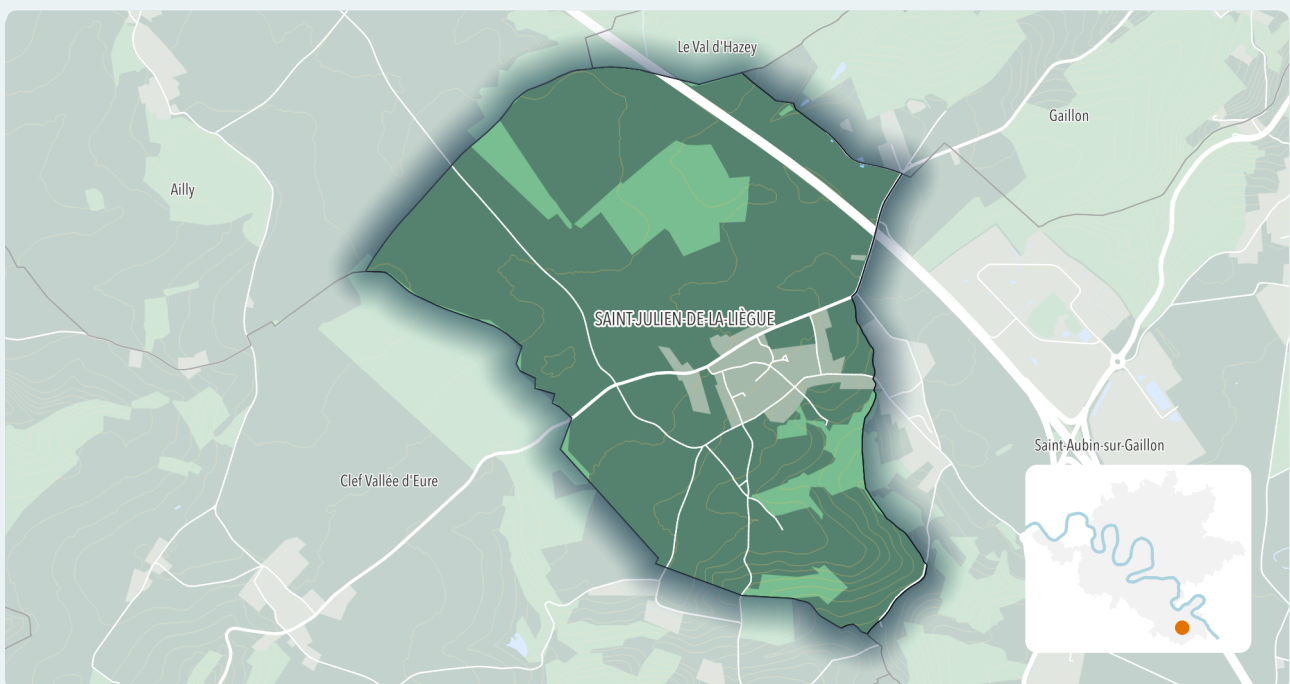 Le Val d'Hazey
Gaillon
Ailly
SAINT-JULIEN-DE-LA-LIÈGUE
Saint-Aubin-sur-Gaillon
Clef Vallée d'Eure